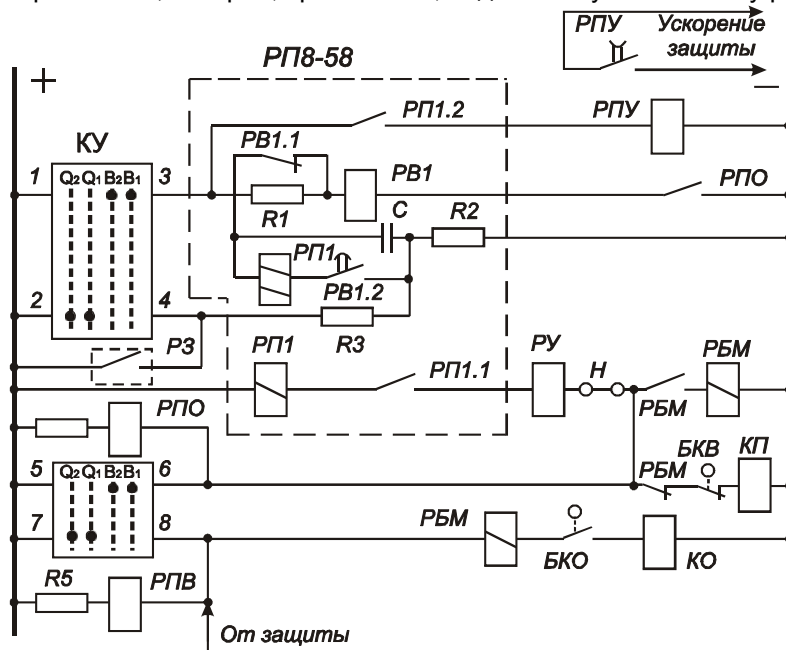 РПУ Ускорение
защиты
РП8-58
+
–
КУ
РП1.2 РПУ
РВ1.1
1 Q2 Q1 B2 B1 3
R1 РВ1 РПО
C R2
РП1
РВ1.2
2 4
R3
РЗ
РП1 РП1.1 РУ Н РБМ
РБМ
РПО
5 Q2 Q1 B2 B1 6
РБМ БКВ КП
7 8
РБМ БКО КО
R5 РПВ
От защиты